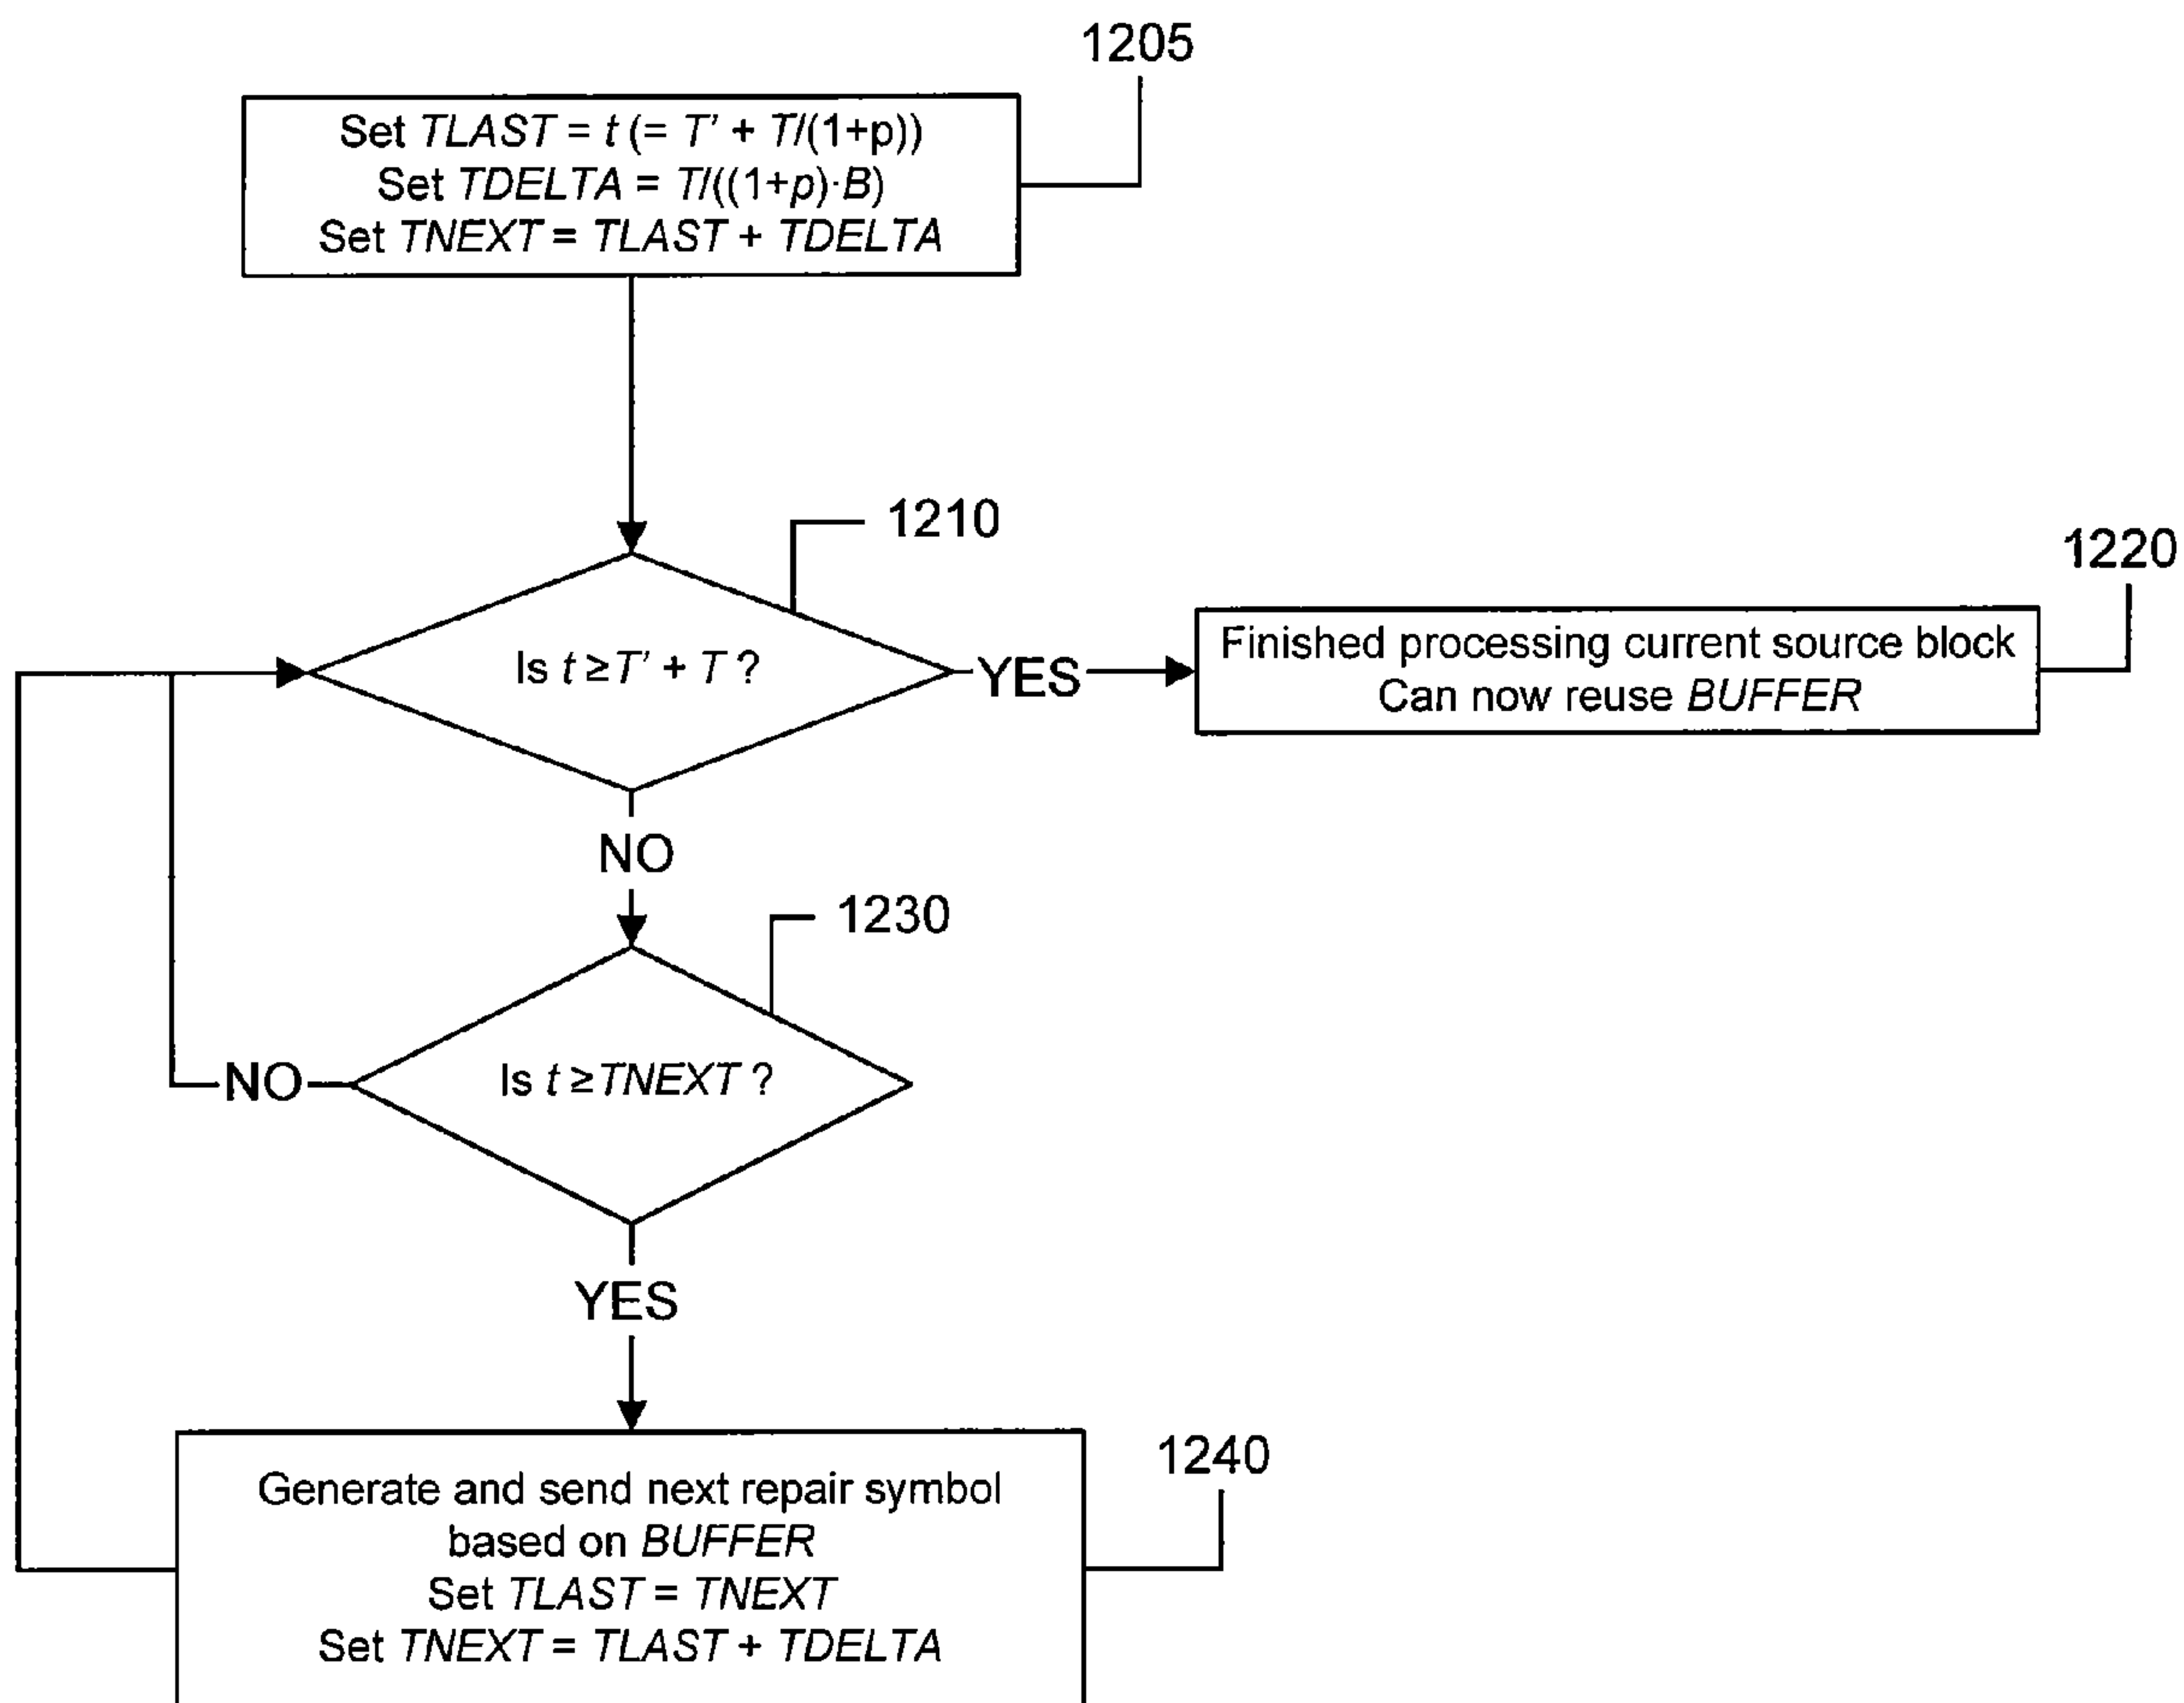 1205
Set TLAST = t (= T' + T/(1+p))
Set TDELTA = T/((1+p)·B)
Set TNEXT = TLAST + TDELTA
1210
Is t ≥ T' + T ?
YES
1220
Finished processing current source block
Can now reuse BUFFER
NO
1230
Is t ≥ TNEXT ?
NO
YES
1240
Generate and send next repair symbol
based on BUFFER
Set TLAST = TNEXT
Set TNEXT = TLAST + TDELTA